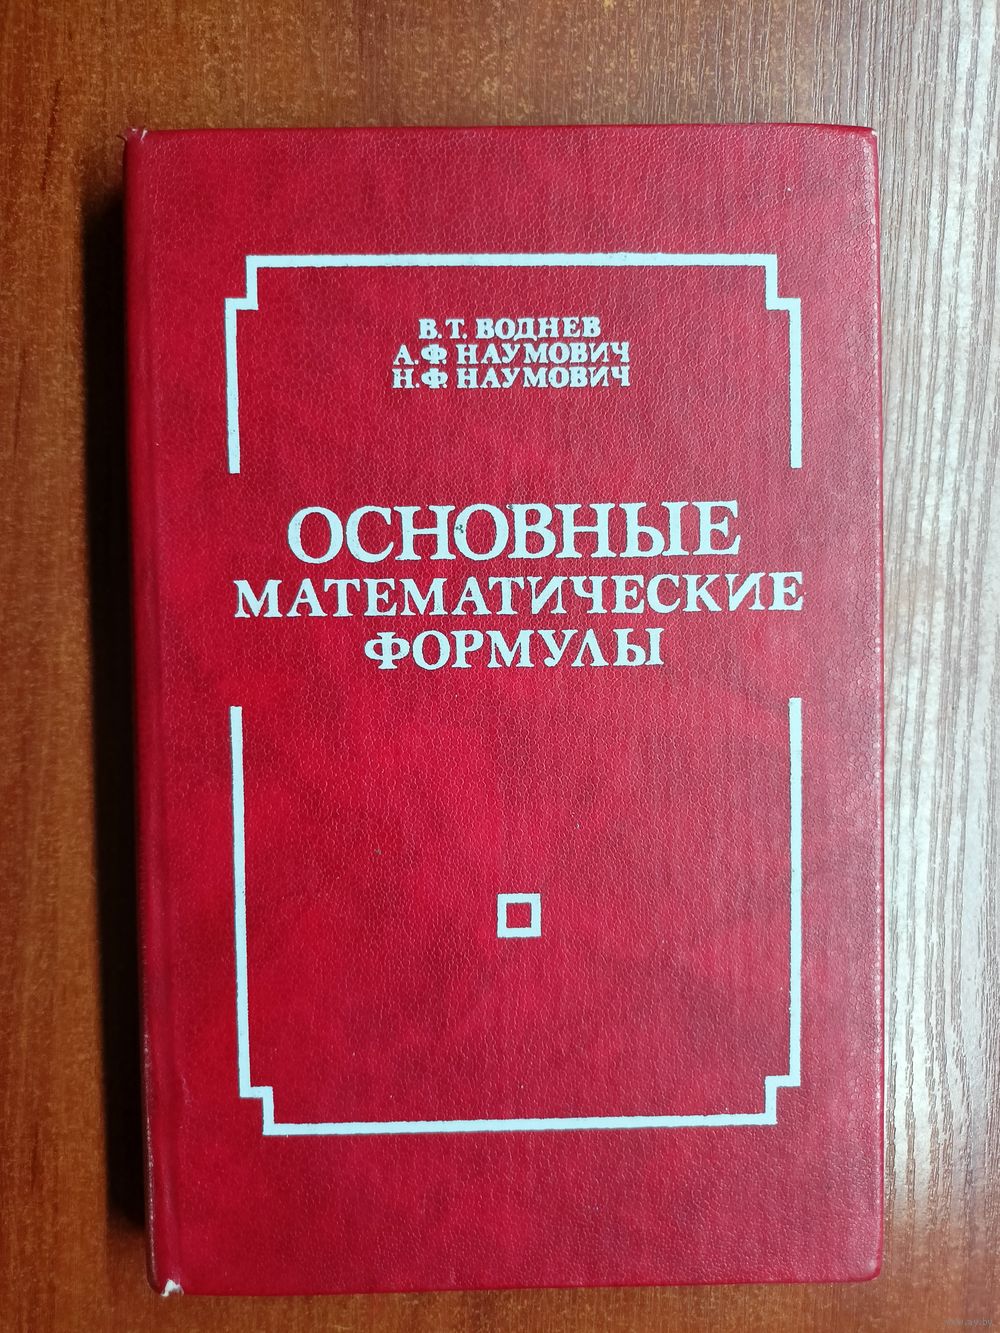 В.Т. ВОДНЕВ
А.Ф. НАУМОВИЧ
Н.Ф. НАУМОВИЧ
ОСНОВНЫЕ
МАТЕМАТИЧЕСКИЕ
ФОРМУЛЫ